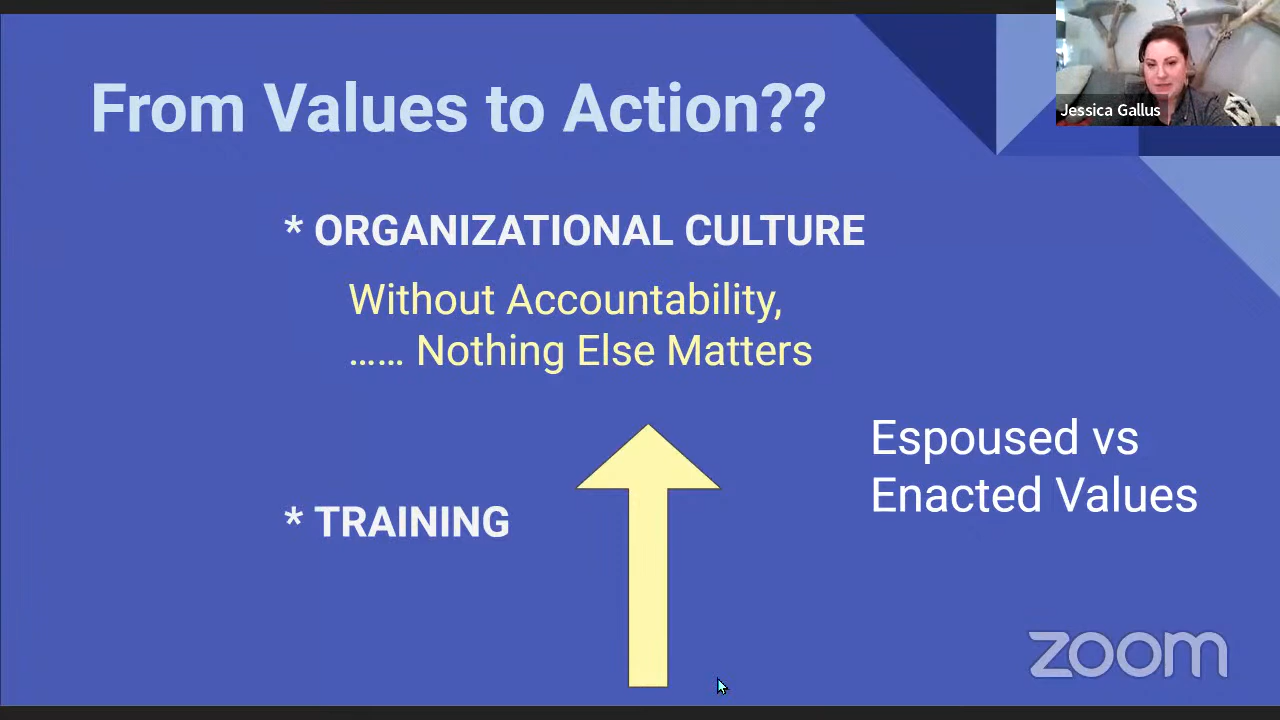 From Values to Action??
Jessica Gallus
* ORGANIZATIONAL CULTURE
Without Accountability,
…… Nothing Else Matters
Espoused vs
Enacted Values
* TRAINING
zoom